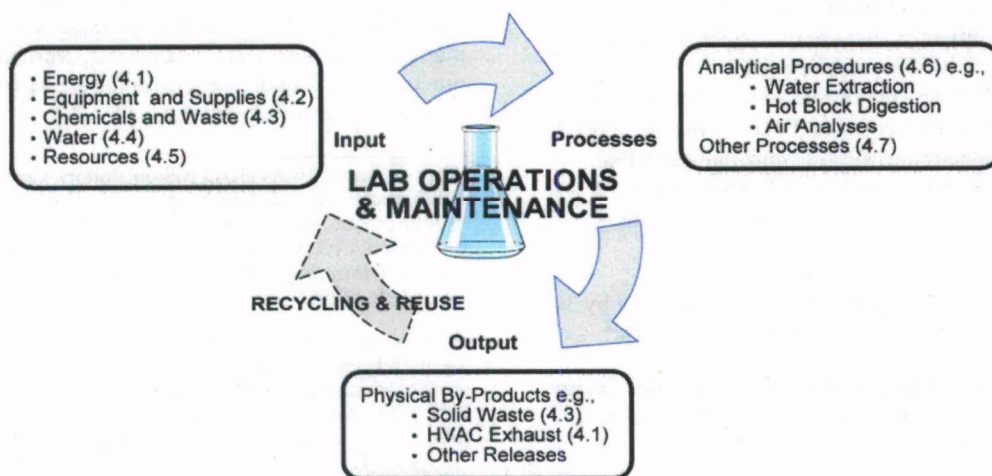 • Energy (4.1)
• Equipment and Supplies (4.2)
• Chemicals and Waste (4.3)
• Water (4.4)
• Resources (4.5)
Input
Processes
Analytical Procedures (4.6) e.g.,
• Water Extraction
• Hot Block Digestion
• Air Analyses
Other Processes (4.7)
LAB OPERATIONS
& MAINTENANCE
RECYCLING & REUSE
Output
Physical By-Products e.g.,
• Solid Waste (4.3)
• HVAC Exhaust (4.1)
• Other Releases